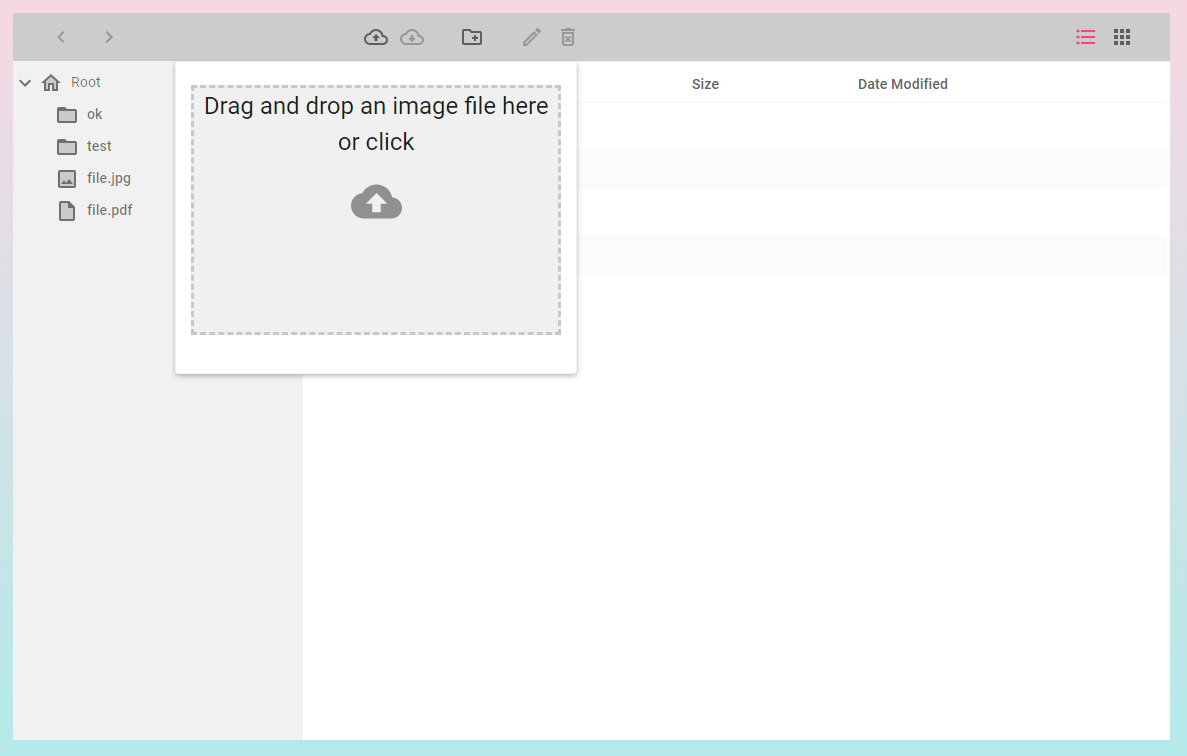 Root
ok
test
file.jpg
file.pdf
Drag and drop an image file here
or click
Size
Date Modified